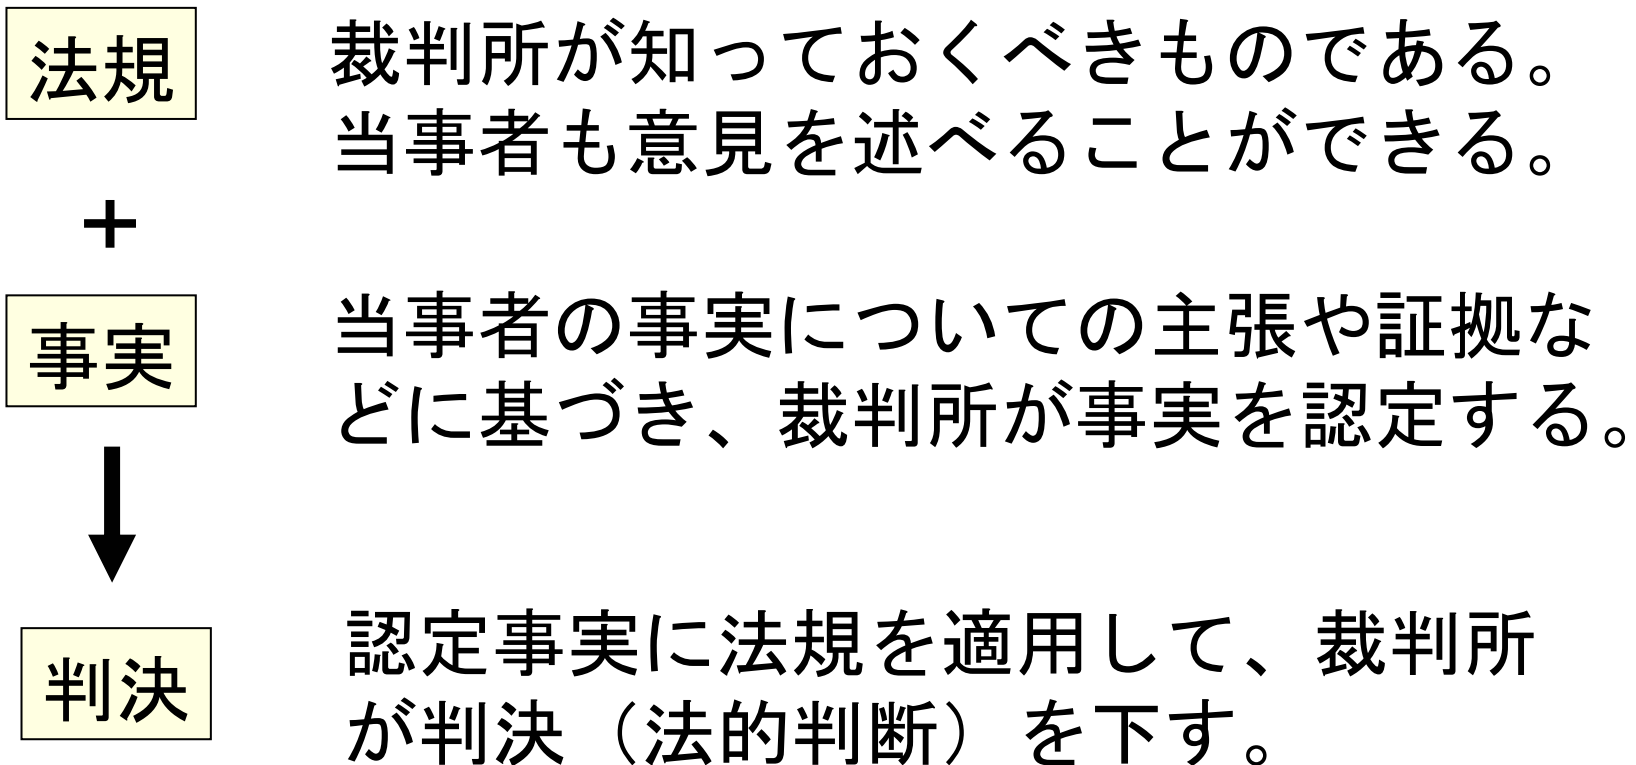 法規
裁判所が知っておくべきものである。
当事者も意見を述べることができる。
+
事実
当事者の事実についての主張や証拠な
どに基づき、裁判所が事実を認定する。
判決
認定事実に法規を適用して、裁判所
が判決（法的判断）を下す。